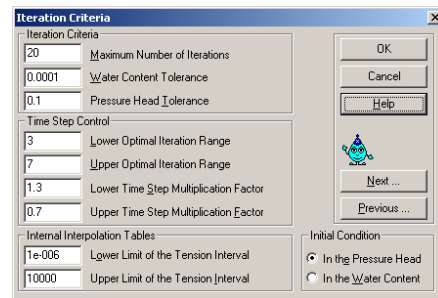 Iteration Criteria
Iteration Criteria
20 Maximum Number of Iterations
0.0001 Water Content Tolerance
0.1 Pressure Head Tolerance
Time Step Control
3 Lower Optimal Iteration Range
7 Upper Optimal Iteration Range
1.3 Lower Time Step Multiplication Factor
0.7 Upper Time Step Multiplication Factor
Internal Interpolation Tables
1e-006 Lower Limit of the Tension Interval
10000 Upper Limit of the Tension Interval
OK
Cancel
Help
Next ...
Previous ...
Initial Condition
In the Pressure Head
In the Water Content